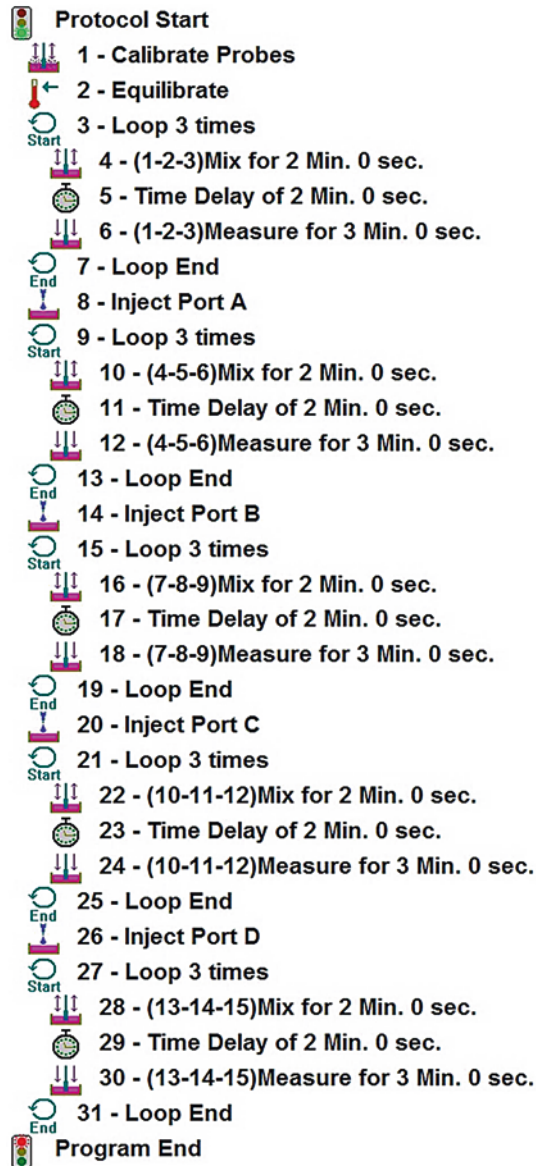 Protocol Start
1 - Calibrate Probes
2 - Equilibrate
Start 3 - Loop 3 times
4 - (1-2-3)Mix for 2 Min. 0 sec.
5 - Time Delay of 2 Min. 0 sec.
6 - (1-2-3)Measure for 3 Min. 0 sec.
End 7 - Loop End
8 - Inject Port A
Start 9 - Loop 3 times
10 - (4-5-6)Mix for 2 Min. 0 sec.
11 - Time Delay of 2 Min. 0 sec.
12 - (4-5-6)Measure for 3 Min. 0 sec.
End 13 - Loop End
14 - Inject Port B
Start 15 - Loop 3 times
16 - (7-8-9)Mix for 2 Min. 0 sec.
17 - Time Delay of 2 Min. 0 sec.
18 - (7-8-9)Measure for 3 Min. 0 sec.
End 19 - Loop End
20 - Inject Port C
Start 21 - Loop 3 times
22 - (10-11-12)Mix for 2 Min. 0 sec.
23 - Time Delay of 2 Min. 0 sec.
24 - (10-11-12)Measure for 3 Min. 0 sec.
End 25 - Loop End
26 - Inject Port D
Start 27 - Loop 3 times
28 - (13-14-15)Mix for 2 Min. 0 sec.
29 - Time Delay of 2 Min. 0 sec.
30 - (13-14-15)Measure for 3 Min. 0 sec.
End 31 - Loop End
Program End